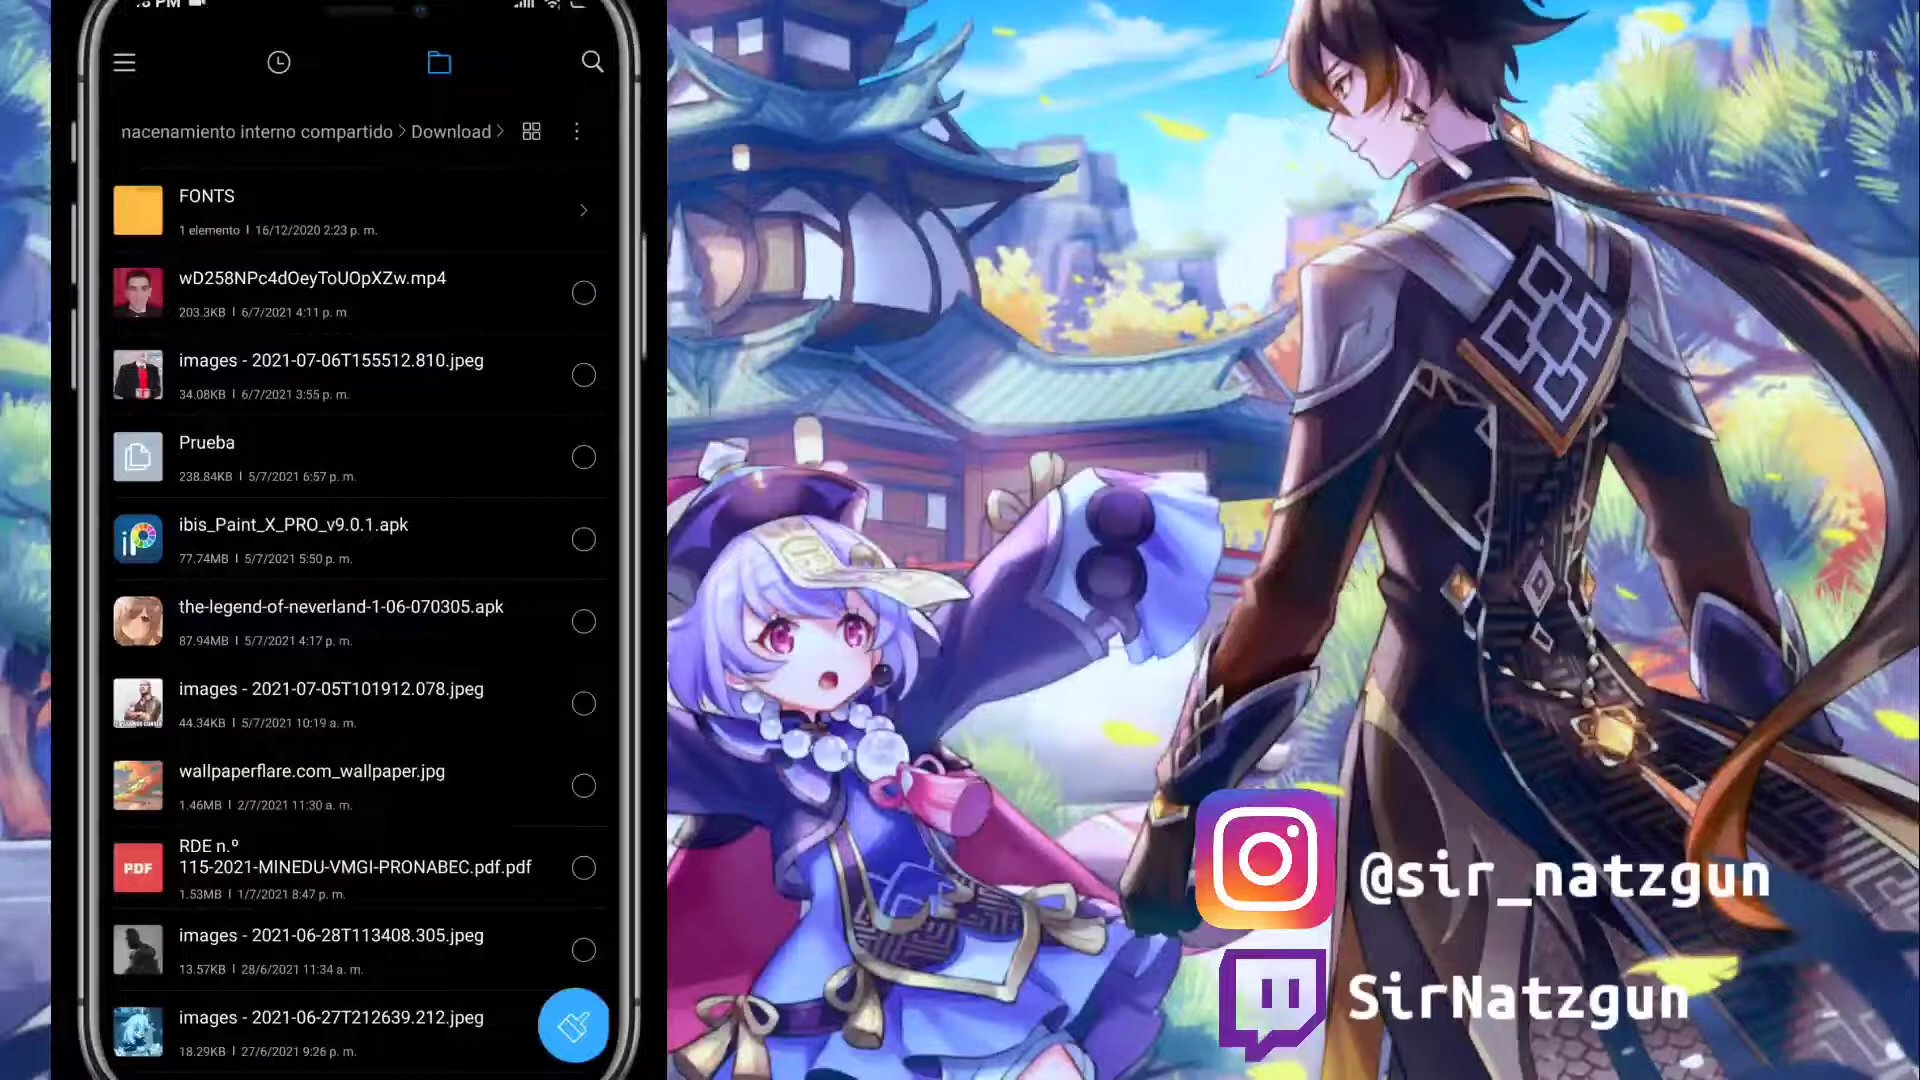 PM
nacenamiento interno compartido > Download >
FONTS
1 elemento | 16/12/2020 2:23 p. m.
wD258NPc4dOeyToUOpXZw.mp4
203.3KB | 6/7/2021 4:11 p. m
images - 2021-07-06T155512.810.jpeg
34.08KB | 6/7/2021 3:55 p. m.
Prueba
238.84KB | 5/7/2021 6:57 p. m.
ibis_Paint_X_PRO_v9.0.1.apk
77.74MB | 5/7/2021 5:50 p. m.
the-legend-of-neverland-1-06-070305.apk
87.94MB | 5/7/2021 4:17 p. m.
images - 2021-07-05T101912.078.jpeg
44.34KB | 5/7/2021 10:19 a. m.
wallpaperflare.com_wallpaper.jpg
1.46MB | 2/7/2021 11:30 a. m.
PDF
RDE n.º
115-2021-MINEDU-VMGI-PRONABEC.pdf.pdf
1.53MB | 1/7/2021 8:47 p. m.
images - 2021-06-28T113408.305.jpeg
13.57KB | 28/6/2021 11:34 a. m.
images - 2021-06-27T212639.212.jpeg
18.29KB | 27/6/2021 9:26 p. m.
@sir_natzgun
SirNatzgun